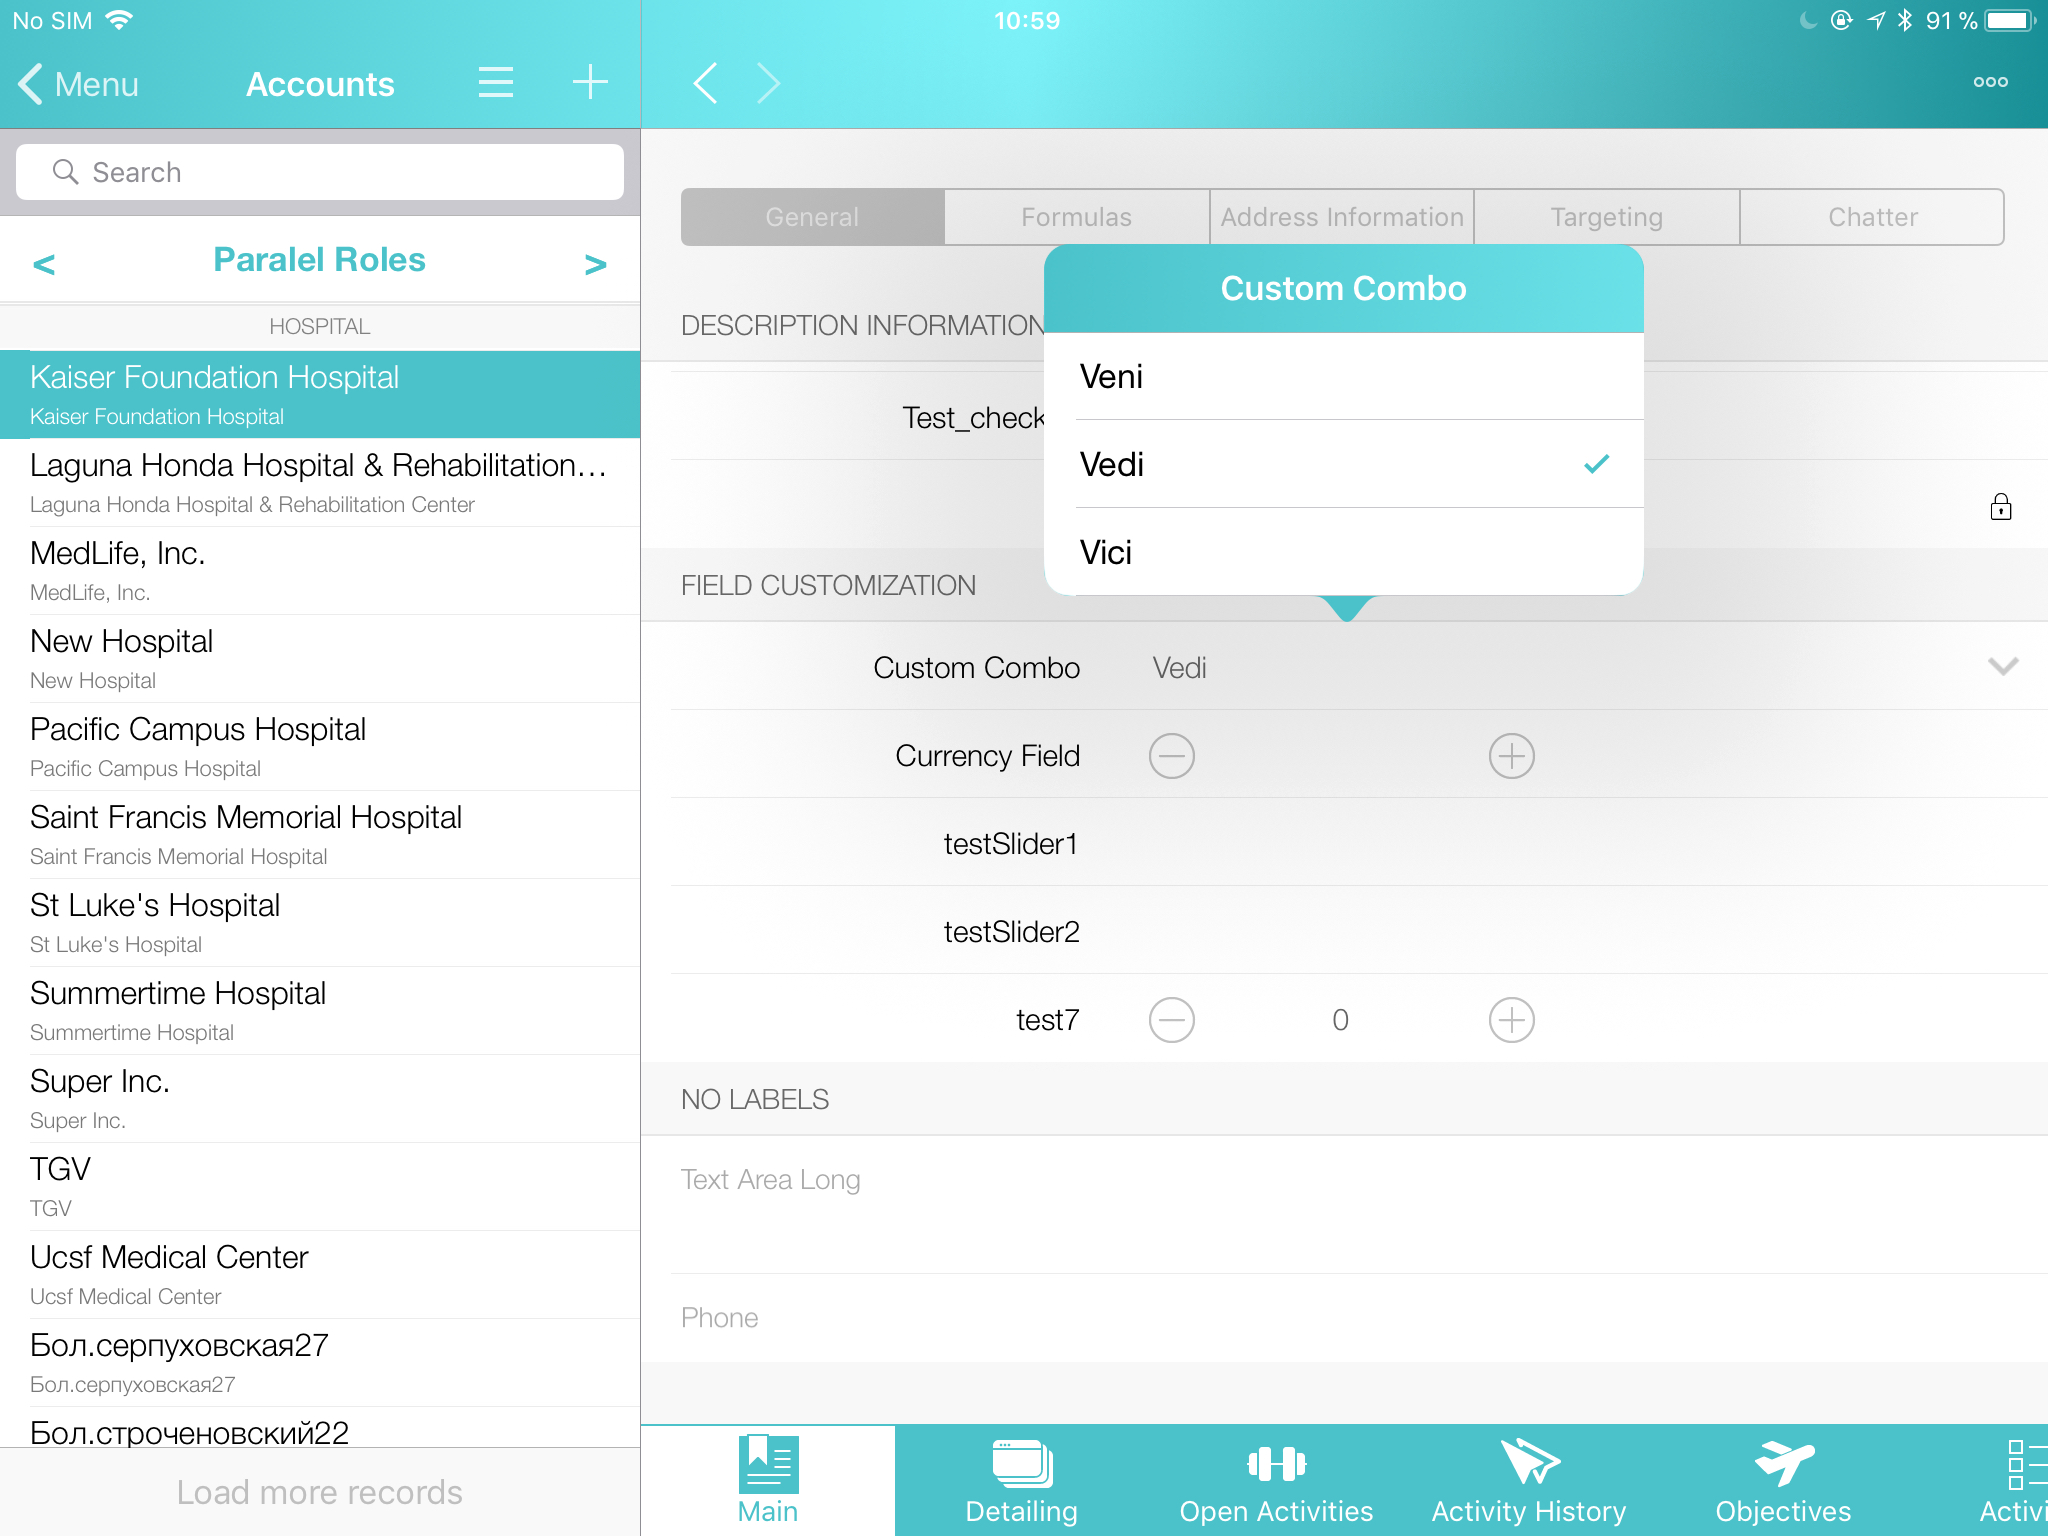 No SIM
10:59
91 %
Menu
Accounts
Search
< Paralel Roles >
HOSPITAL
Kaiser Foundation Hospital
Kaiser Foundation Hospital
Laguna Honda Hospital & Rehabilitation...
Laguna Honda Hospital & Rehabilitation Center
MedLife, Inc.
MedLife, Inc.
New Hospital
New Hospital
Pacific Campus Hospital
Pacific Campus Hospital
Saint Francis Memorial Hospital
Saint Francis Memorial Hospital
St Luke's Hospital
St Luke's Hospital
Summertime Hospital
Summertime Hospital
Super Inc.
Super Inc.
TGV
TGV
Ucsf Medical Center
Ucsf Medical Center
Бол.серпуховская27
Бол.серпуховская27
Бол.строченовский22
Load more records
General
Formulas
Address Information
Targeting
Chatter
DESCRIPTION INFORMATION
Test_check
Custom Combo
Veni
Vedi
Vici
FIELD CUSTOMIZATION
Custom Combo Vedi
Currency Field
testSlider1
testSlider2
test7 0
NO LABELS
Text Area Long
Phone
Main
Detailing
Open Activities
Activity History
Objectives
Activi